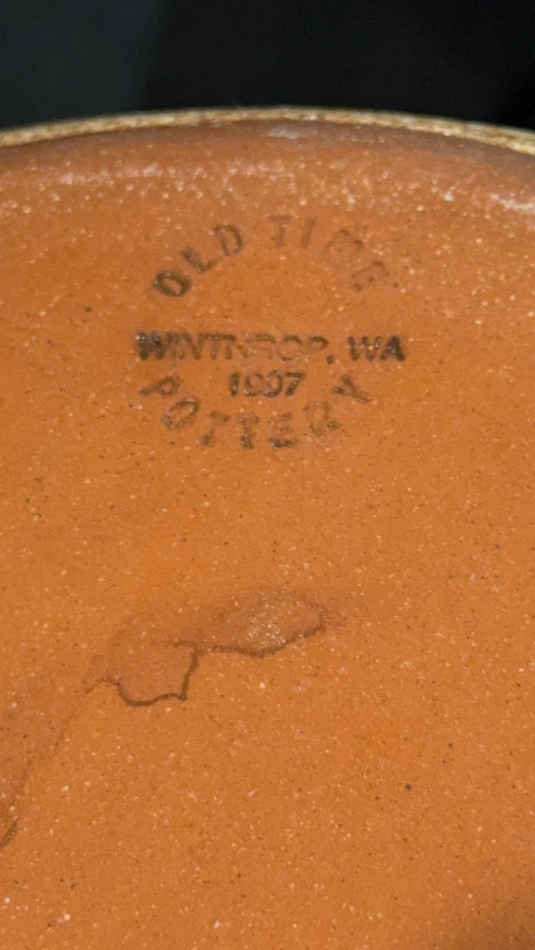 OLD TIME
WINTHROP, WA
1997
POTTERY